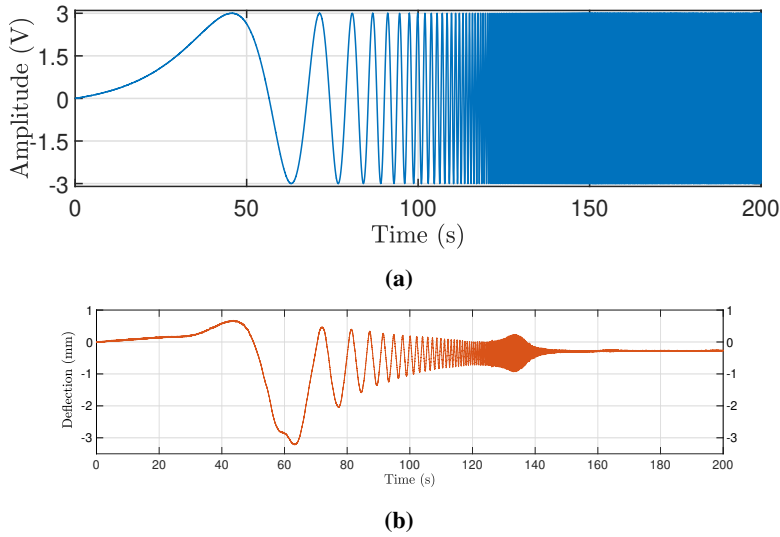 3
1.5
0
-1.5
-3
Amplitude (V)
0 50 100 150 200
Time (s)
(a)
1 1
0 0
-1 -1
-2 -2
-3 -3
Deflection (mm)
0 20 40 60 80 100 120 140 160 180 200
Time (s)
(b)